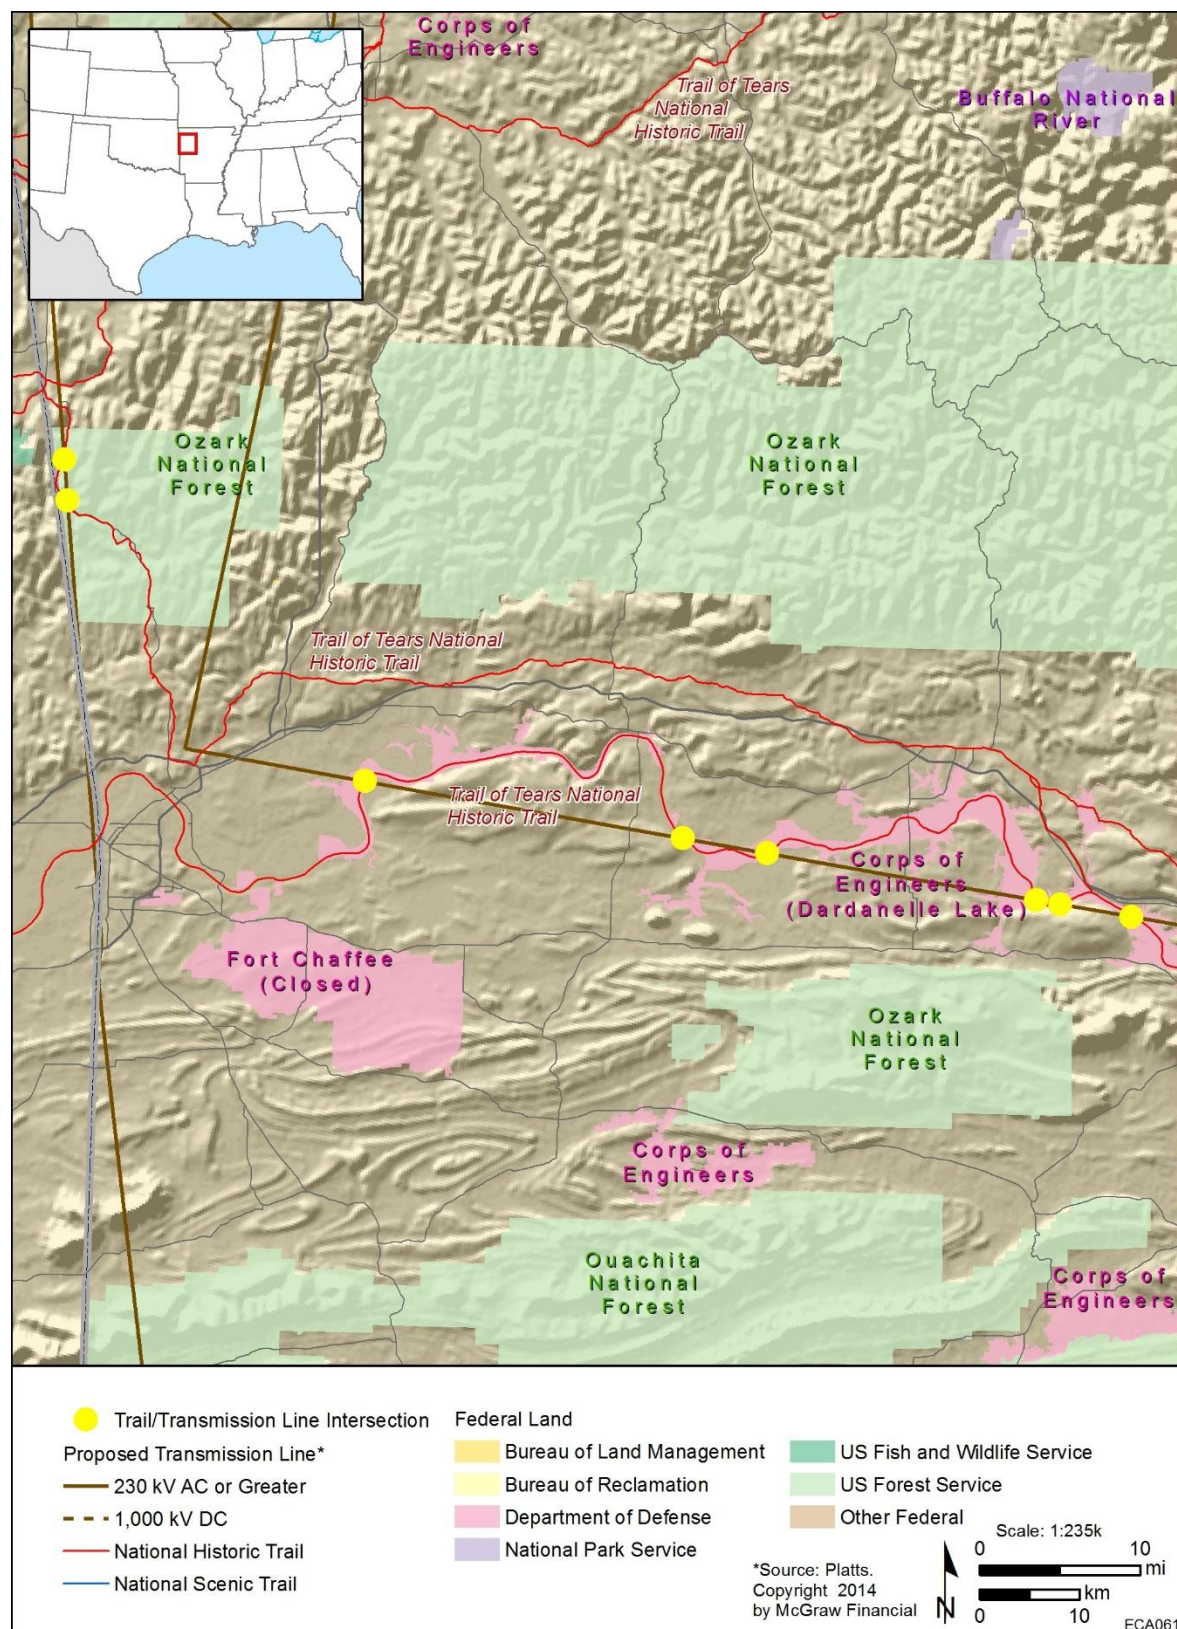 Corps of
Engineers
Trail of Tears
National
Historic Trail
Buffalo National
River
Ozark
National
Forest
Ozark
National
Forest
Trail of Tears National
Historic Trail
Trail of Tears National
Historic Trail
Corps of
Engineers
(Dardanelle Lake)
Fort Chaffee
(Closed)
Ozark
National
Forest
Corps of
Engineers
Ouachita
National
Forest
Corps of
Engineers
Trail/Transmission Line Intersection
Proposed Transmission Line*
230 kV AC or Greater
1,000 kV DC
National Historic Trail
National Scenic Trail
Federal Land
Bureau of Land Management
Bureau of Reclamation
Department of Defense
National Park Service
US Fish and Wildlife Service
US Forest Service
Other Federal
*Source: Platts.
Copyright 2014
by McGraw Financial
N
Scale: 1:235k
0 10
mi
km
0 10
ECA061